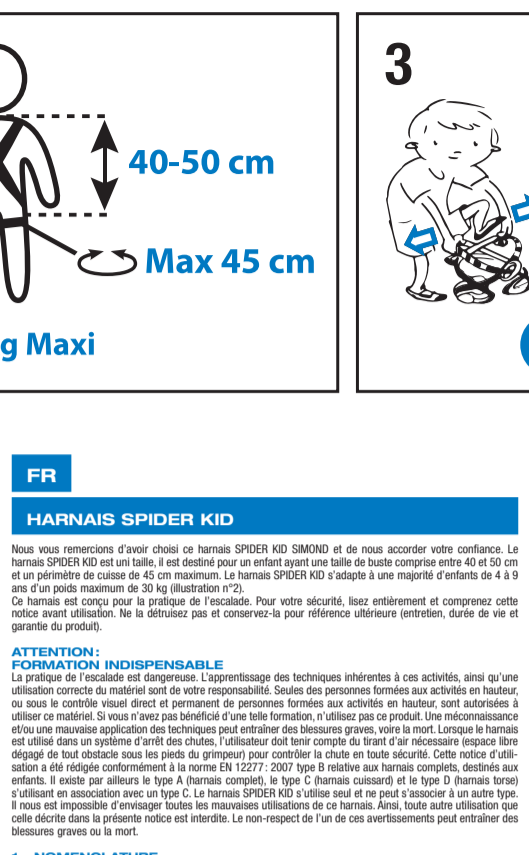 40-50 cm
Max 45 cm
g Maxi
3
FR
HARNAIS SPIDER KID
Nous vous remercions d'avoir choisi ce harnais SPIDER KID SIMOND et de nous accorder votre confiance. Le
harnais SPIDER KID est uni taille, il est destiné pour un enfant ayant une taille de buste comprise entre 40 et 50 cm
et un périmètre de cuisse de 45 cm maximum. Le harnais SPIDER KID s'adapte à une majorité d'enfants de 4 à 9
ans d'un poids maximum de 30 kg (illustration n°2).
Ce harnais est conçu pour la pratique de l'escalade. Pour votre sécurité, lisez entièrement et comprenez cette
notice avant utilisation. Ne la détruisez pas et conservez-la pour référence ultérieure (entretien, durée de vie et
garantie du produit).
ATTENTION :
FORMATION INDISPENSABLE
La pratique de l'escalade est dangereuse. L'apprentissage des techniques inhérentes à ces activités, ainsi qu'une
utilisation correcte du matériel sont de votre responsabilité. Seules des personnes formées aux activités en hauteur,
ou sous le contrôle visuel direct et permanent de personnes formées aux activités en hauteur, sont autorisées à
utiliser ce matériel. Si vous n'avez pas bénéficié d'une telle formation, n'utilisez pas ce produit. Une méconnaissance
et/ou une mauvaise application des techniques peut entraîner des blessures graves, voire la mort. Lorsque le harnais
est utilisé dans un système d'arrêt des chutes, l'utilisateur doit tenir compte du tirant d'air nécessaire (espace libre
dégagé de tout obstacle sous les pieds du grimpeur) pour contrôler la chute en toute sécurité. Cette notice d'utili-
sation a été rédigée conformément à la norme EN 12277 : 2007 type B relative aux harnais complets, destinés aux
enfants. Il existe par ailleurs le type A (harnais complet), le type C (harnais cuissard) et le type D (harnais torse)
s'utilisant en association avec un type C. Le harnais SPIDER KID s'utilise seul et ne peut s'associer à un autre type.
Il nous est impossible d'envisager toutes les mauvaises utilisations de ce harnais. Ainsi, toute autre utilisation que
celle décrite dans la présente notice est interdite. Le non-respect de l'un de ces avertissements peut entraîner des
blessures graves ou la mort.